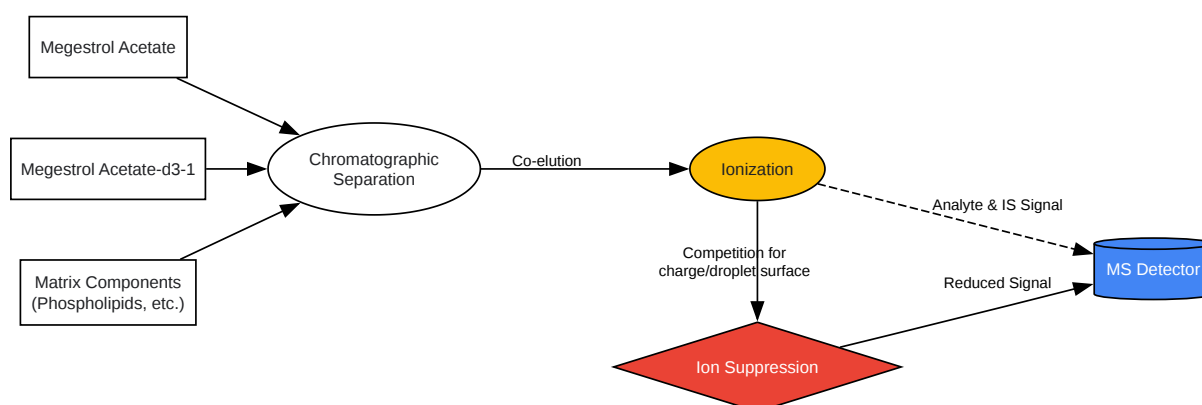 Megestrol Acetate
Megestrol Acetate-d3-1
Matrix Components
(Phospholipids, etc.)
Chromatographic
Separation
Co-elution
Ionization
Analyte & IS Signal
Competition for
charge/droplet surface
Reduced Signal
MS Detector
Ion Suppression